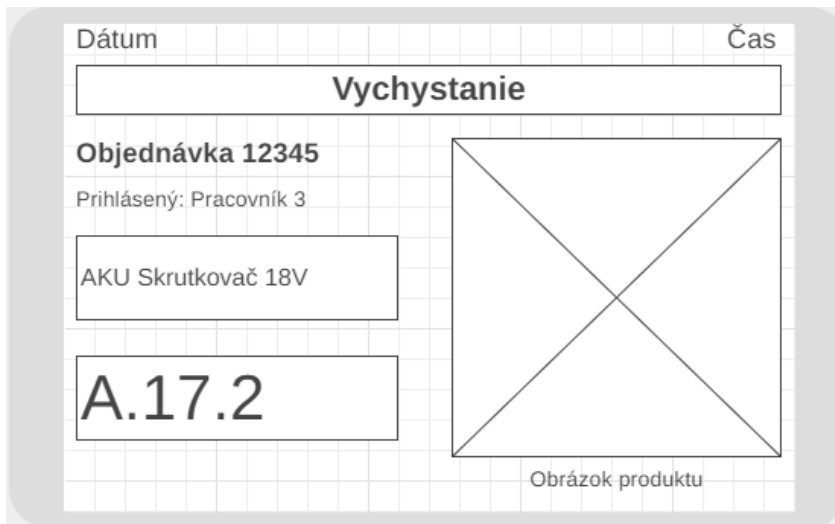 Dátum
Čas
Vychystanie
Objednávka 12345
Prihlásený: Pracovník 3
AKU Skrutkovač 18V
A.17.2
Obrázok produktu